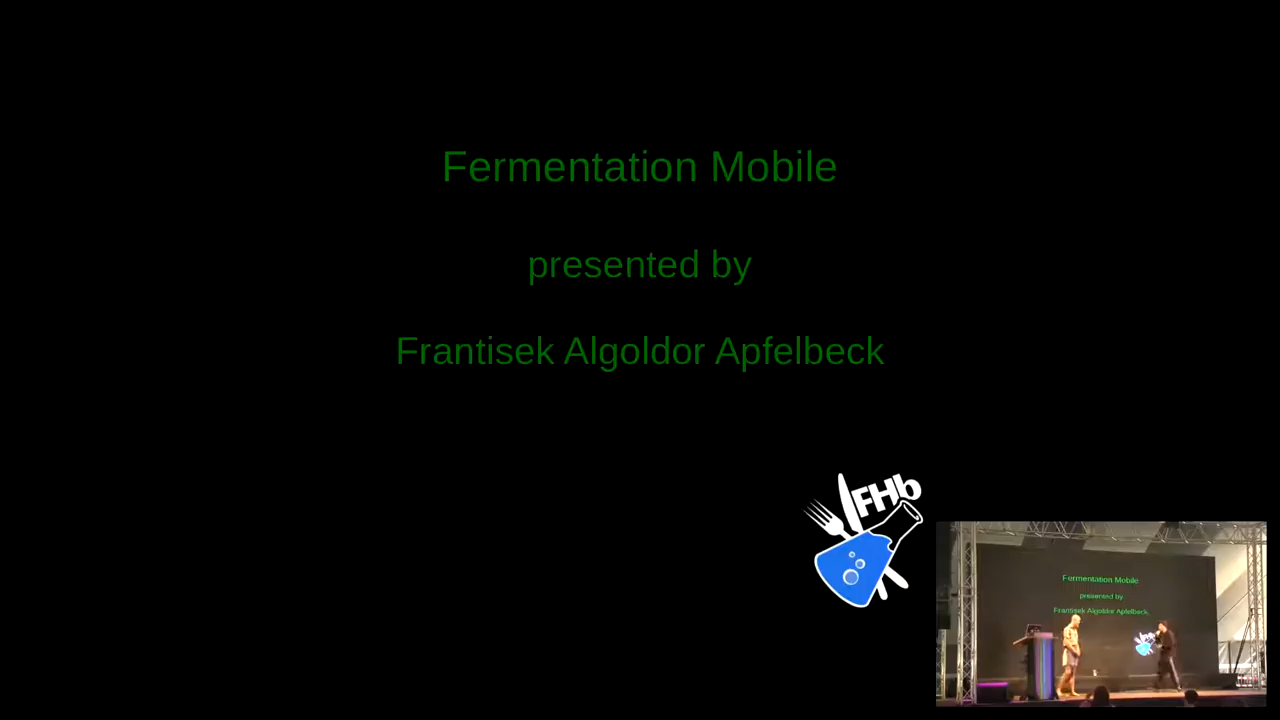 Fermentation Mobile
presented by
Frantisek Algoldor Apfelbeck
FHb
Fermentation Mobile
presented by
Frantisek Algoldor Apfelbeck